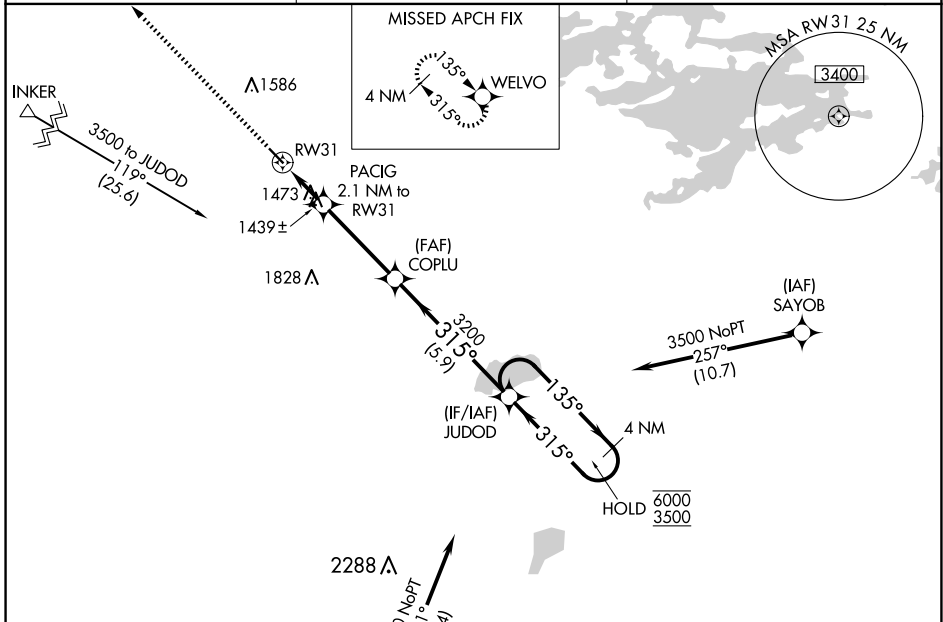 MISSED APCH FIX
135°
WELVO
4 NM
315°
MSA RW31 25 NM
3400
1586
INKER
3500 to JUDOD
119°
(25.6)
RW31
PACIG
2.1 NM to
RW31
1473
1439±
(FAF)
COPLU
1828
(IAF)
SAYOB
3500 NoPT
257°
(10.7)
3200
315°
(5.9)
(IF/IAF)
JUDOD
135°
315°
4 NM
HOLD
6000
3500
2288
NoPT